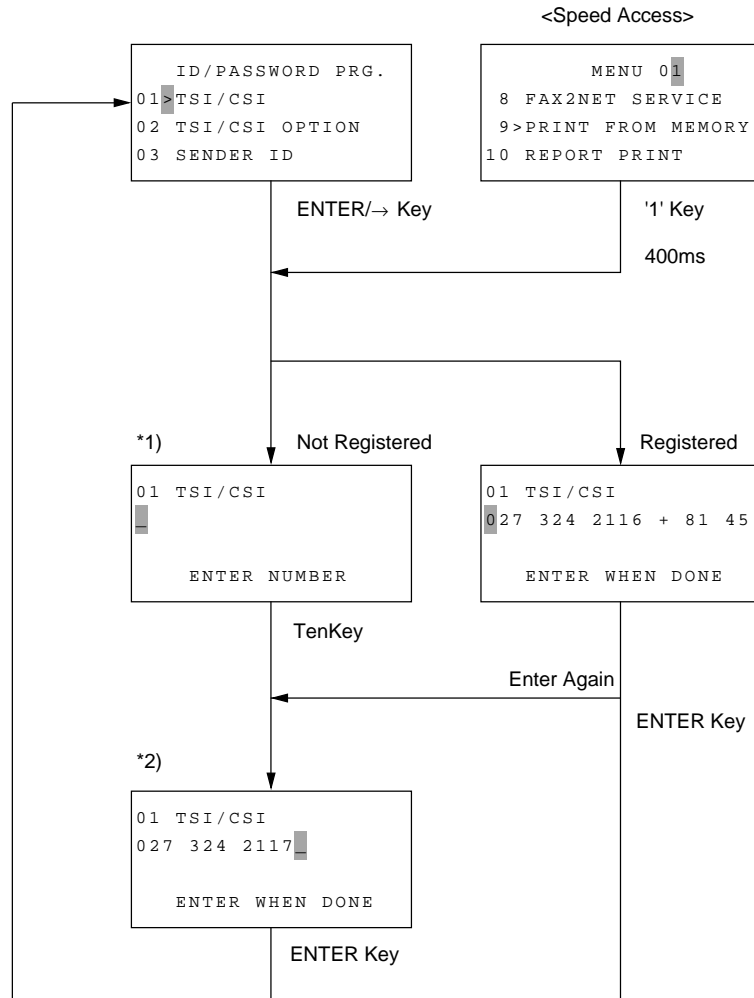 <Speed Access>
ID/PASSWORD PRG.
01>TSI/CSI
02 TSI/CSI OPTION
03 SENDER ID
MENU 01
8 FAX2NET SERVICE
9>PRINT FROM MEMORY
10 REPORT PRINT
ENTER/→ Key
'1' Key
400ms
*1)
Not Registered
Registered
01 TSI/CSI
_
ENTER NUMBER
01 TSI/CSI
027 324 2116 + 81 45
ENTER WHEN DONE
TenKey
Enter Again
ENTER Key
*2)
01 TSI/CSI
027 324 2117_
ENTER WHEN DONE
ENTER Key